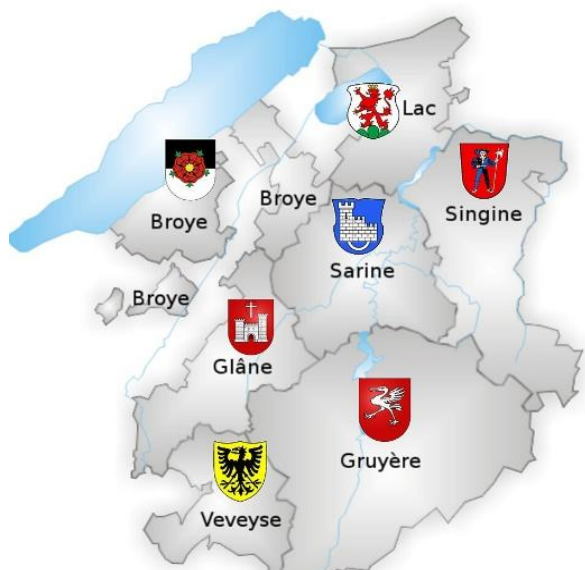 Lac
Broye
Broye
Singine
Sarine
Broye
Glâne
Gruyère
Veveyse